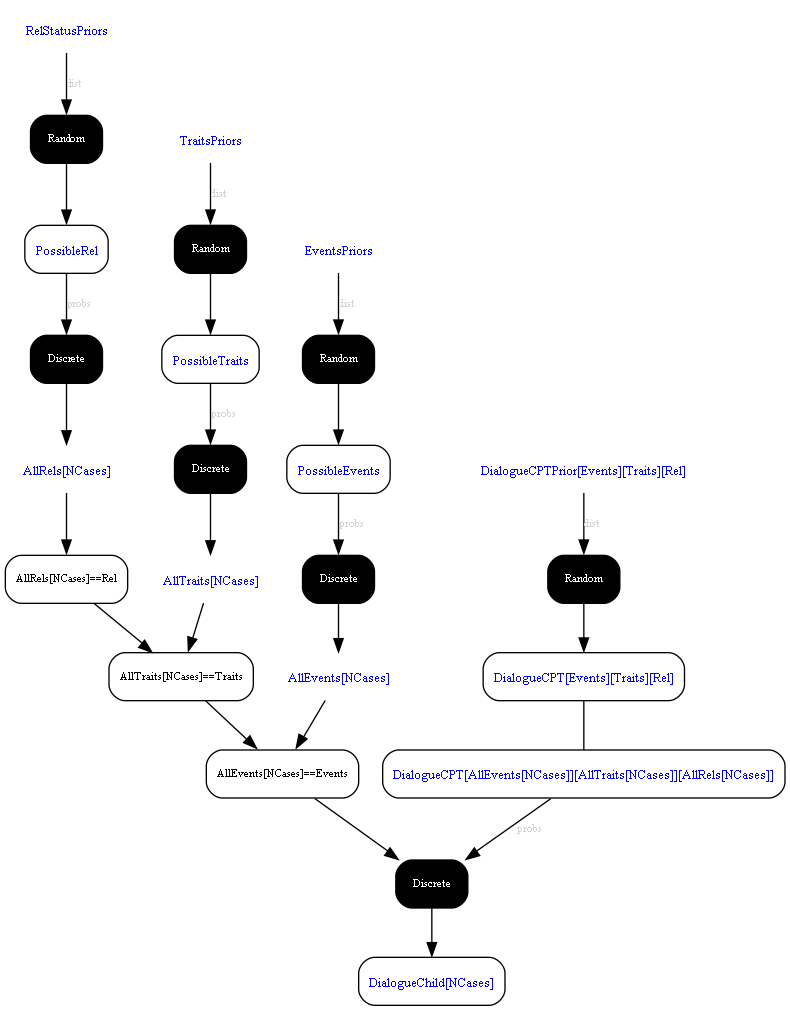 RelStatusPriors
dist
Random
TraitsPriors
dist
PossibleRel
Random
EventsPriors
probs
dist
Discrete
PossibleTraits
Random
probs
AllRels[NCases]
Discrete
PossibleEvents
DialogueCPTPrior[Events][Traits][Rel]
probs
dist
AllRels[NCases]==Rel
AllTraits[NCases]
Discrete
Random
AllTraits[NCases]==Traits
AllEvents[NCases]
DialogueCPT[Events][Traits][Rel]
AllEvents[NCases]==Events
DialogueCPT[AllEvents[NCases]][AllTraits[NCases]][AllRels[NCases]]
probs
Discrete
DialogueChild[NCases]